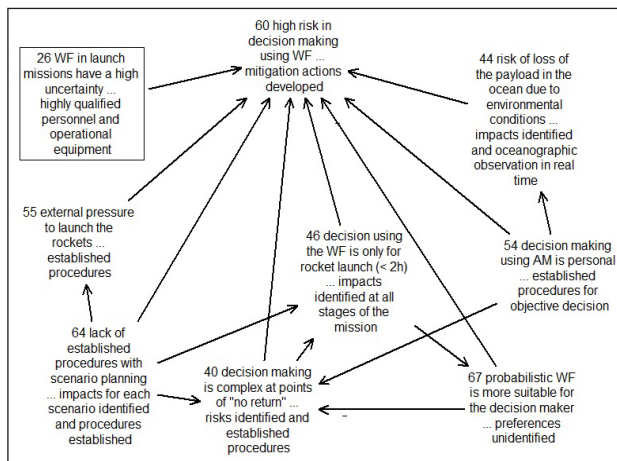 60 high risk in
decision making
using WF ...
mitigation actions
developed
26 WF in launch
missions have a high
uncertainty ...
highly qualified
personnel and
operational
equipment
44 risk of loss of
the payload in the
ocean due to
environmental
conditions ...
impacts identified
and oceanographic
observation in real
time
55 external pressure
to launch the
rockets ...
established
procedures
46 decision using
the WF is only for
rocket launch (< 2h)
... impacts
identified at all
stages of the
mission
54 decision making
using AM is personal
... established
procedures for
objective decision
64 lack of
established
procedures with
scenario planning
... impacts for each
scenario identified
and procedures
established
40 decision making
is complex at points
of "no return" ...
risks identified and
established
procedures
67 probabilistic WF
is more suitable for
the decision maker
... preferences
unidentified